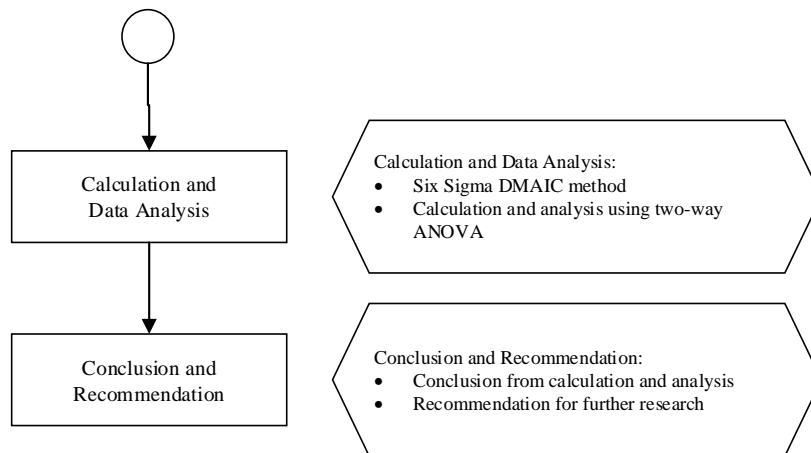 Calculation and
Data Analysis
Calculation and Data Analysis:
• Six Sigma DMAIC method
• Calculation and analysis using two-way
ANOVA
Conclusion and
Recommendation
Conclusion and Recommendation:
• Conclusion from calculation and analysis
• Recommendation for further research